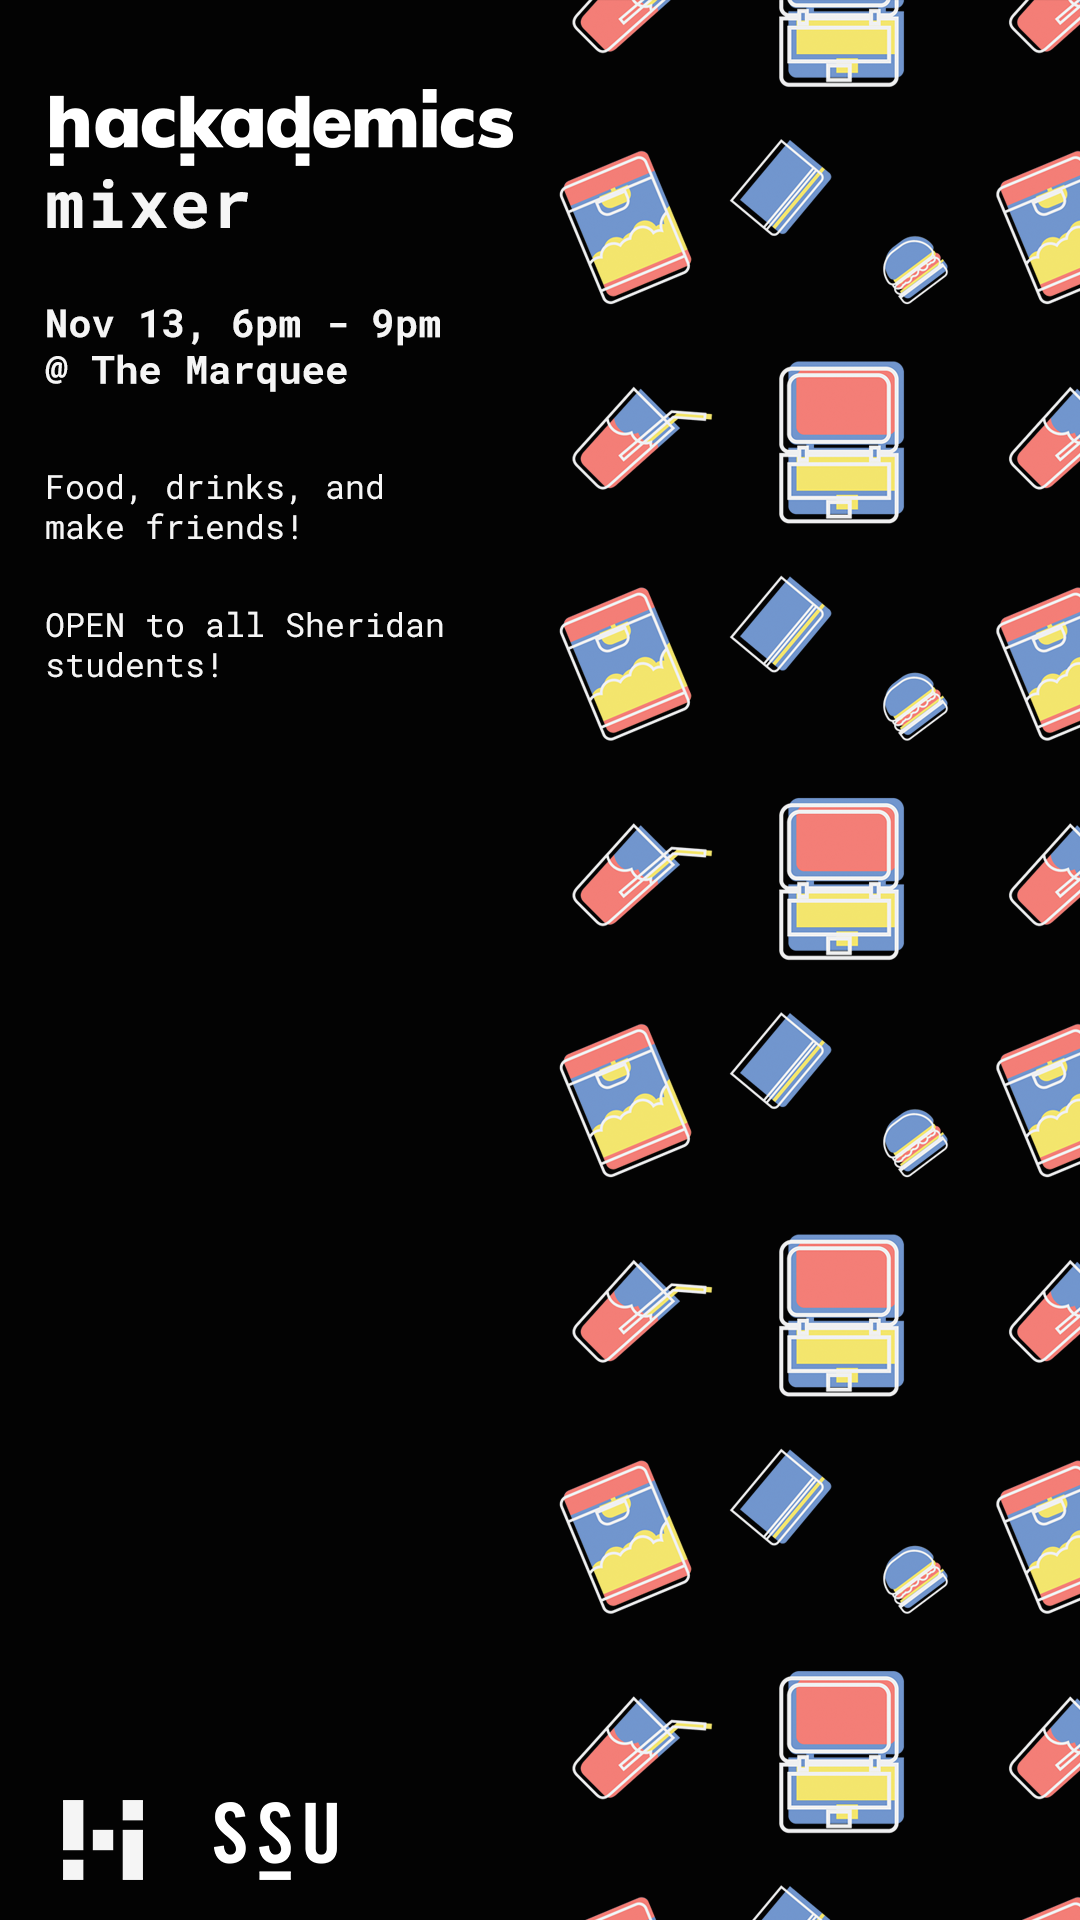 hackademics
mixer
Nov 13, 6pm - 9pm
@ The Marquee
Food, drinks, and
make friends!
OPEN to all Sheridan
students!
SSU